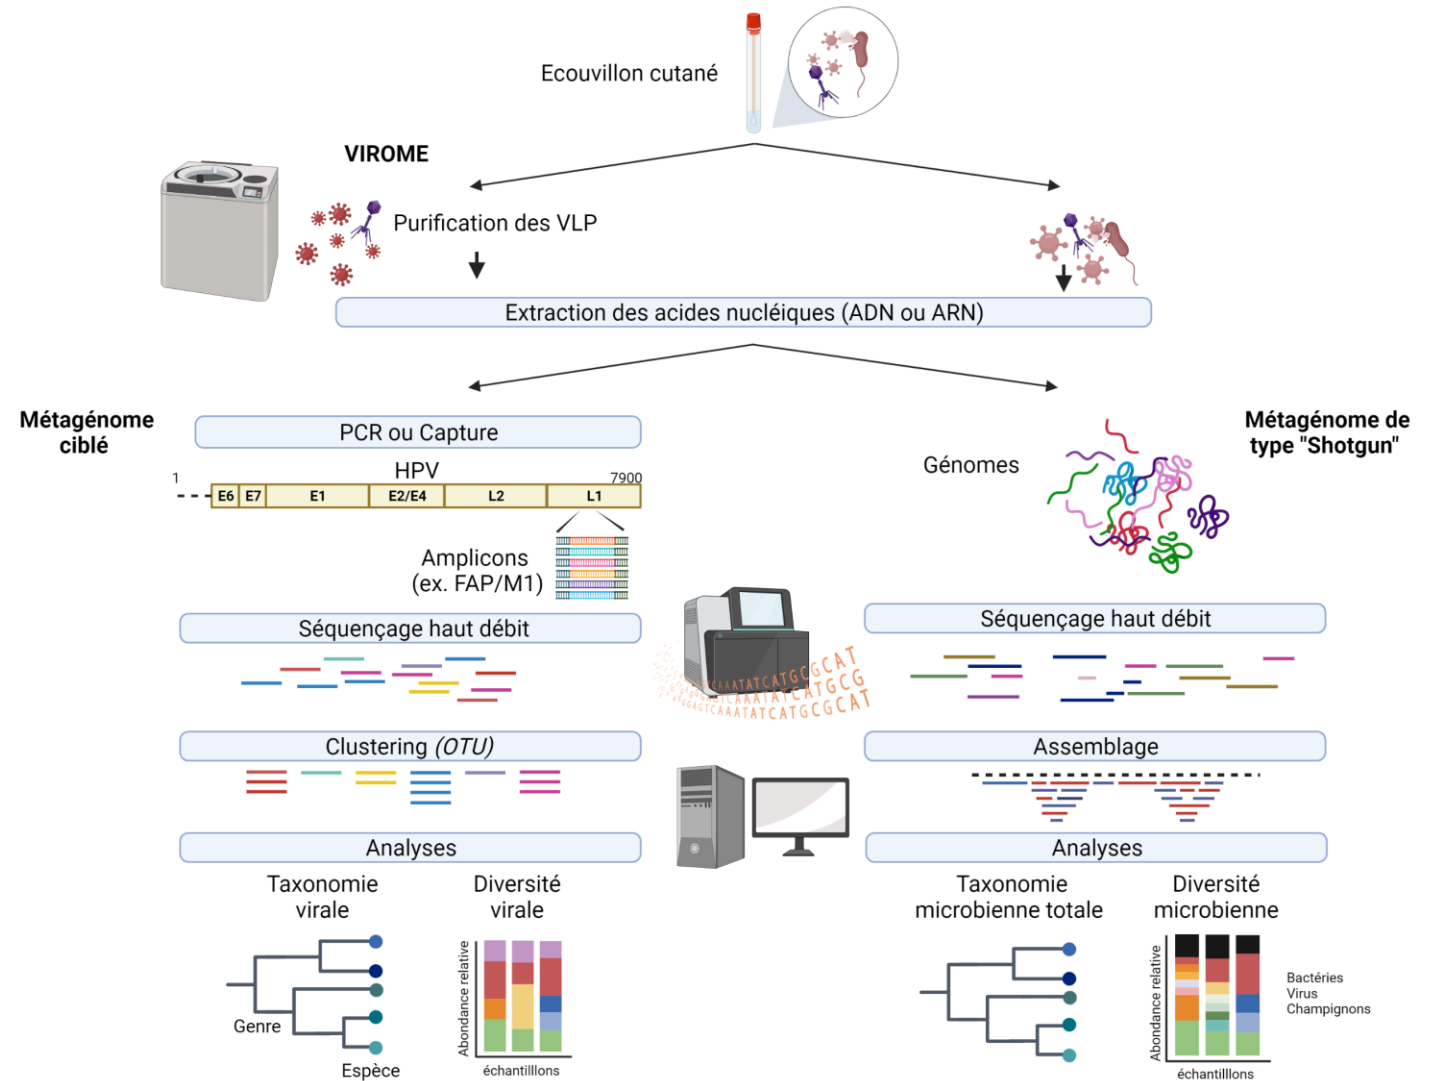 Ecouvillon cutané
VIROME
Purification des VLP
Extraction des acides nucléiques (ADN ou ARN)
Métagénome
ciblé
PCR ou Capture
HPV
1
7900
E6 E7 E1 E2/E4 L2 L1
Amplicons
(ex. FAP/M1)
Génomes
Métagénome de
type "Shotgun"
Séquençage haut débit
Séquençage haut débit
Clustering (OTU)
Assemblage
Analyses
Analyses
Taxonomie
virale
Diversité
virale
Genre
Espèce
Abondance relative
échantilllons
Taxonomie
microbienne totale
Diversité
microbienne
Abondance relative
échantilllons
Bactéries
Virus
Champignons